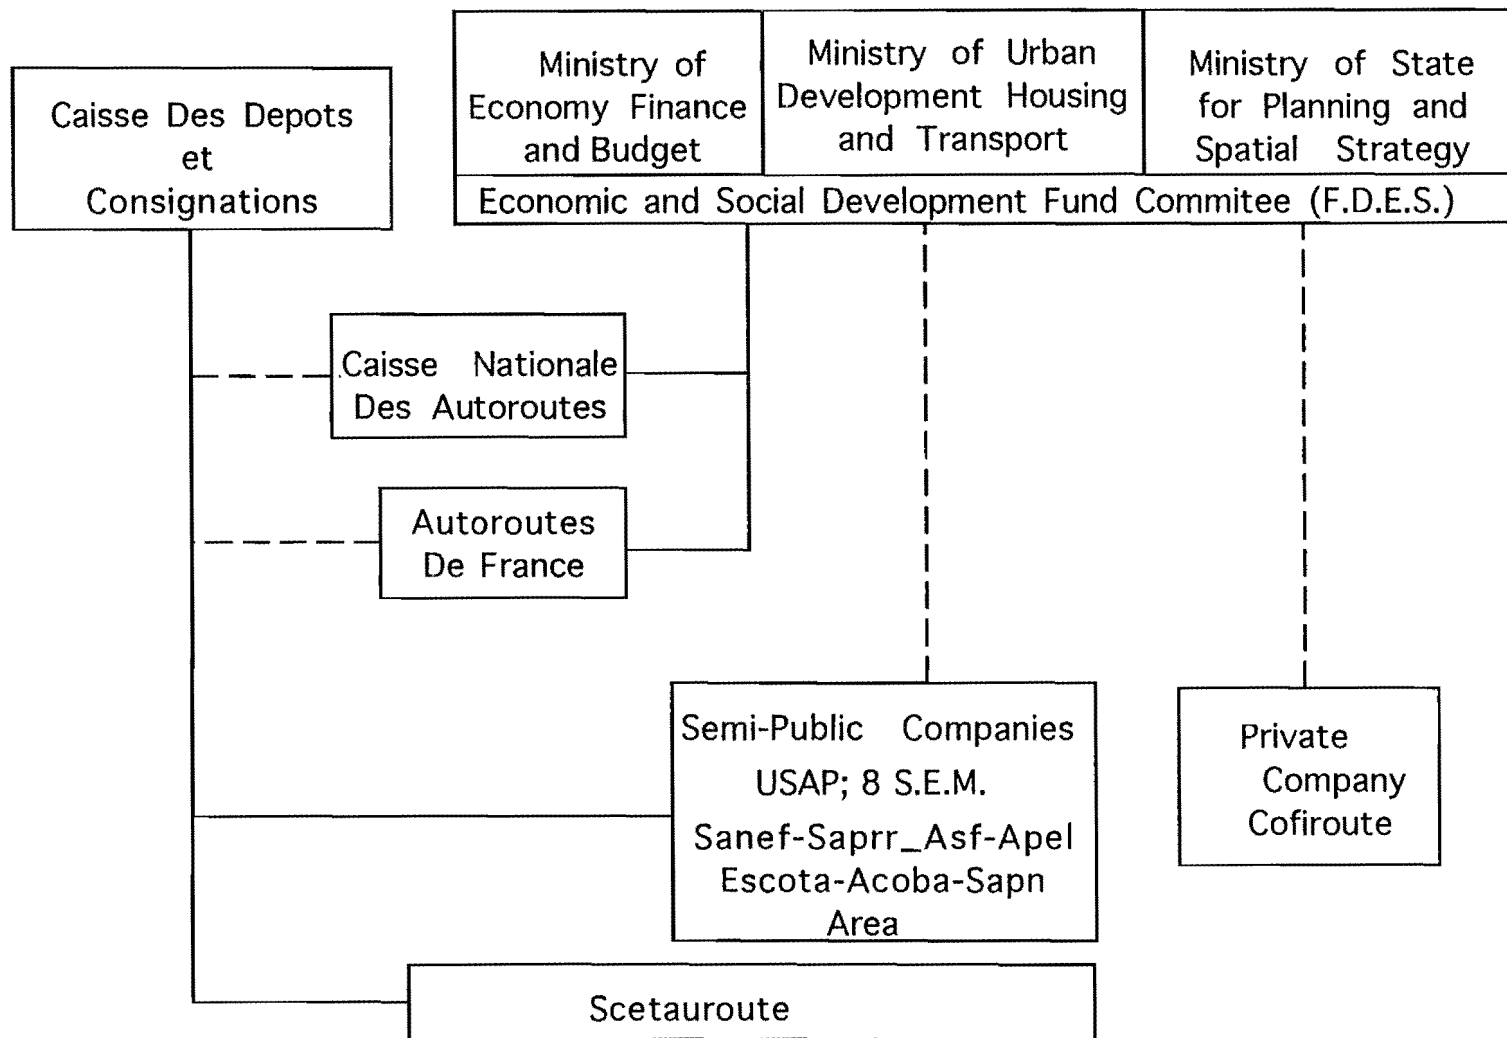 Caisse Des Depots
et
Consignations
Ministry of
Economy Finance
and Budget
Ministry of Urban
Development Housing
and Transport
Ministry of State
for Planning and
Spatial Strategy
Economic and Social Development Fund Commitee (F.D.E.S.)
Caisse Nationale
Des Autoroutes
Autoroutes
De France
Semi-Public Companies
USAP; 8 S.E.M.
Sanef-Saprr_Asf-Apel
Escota-Acoba-Sapn
Area
Private
Company
Cofiroute
Scetauroute